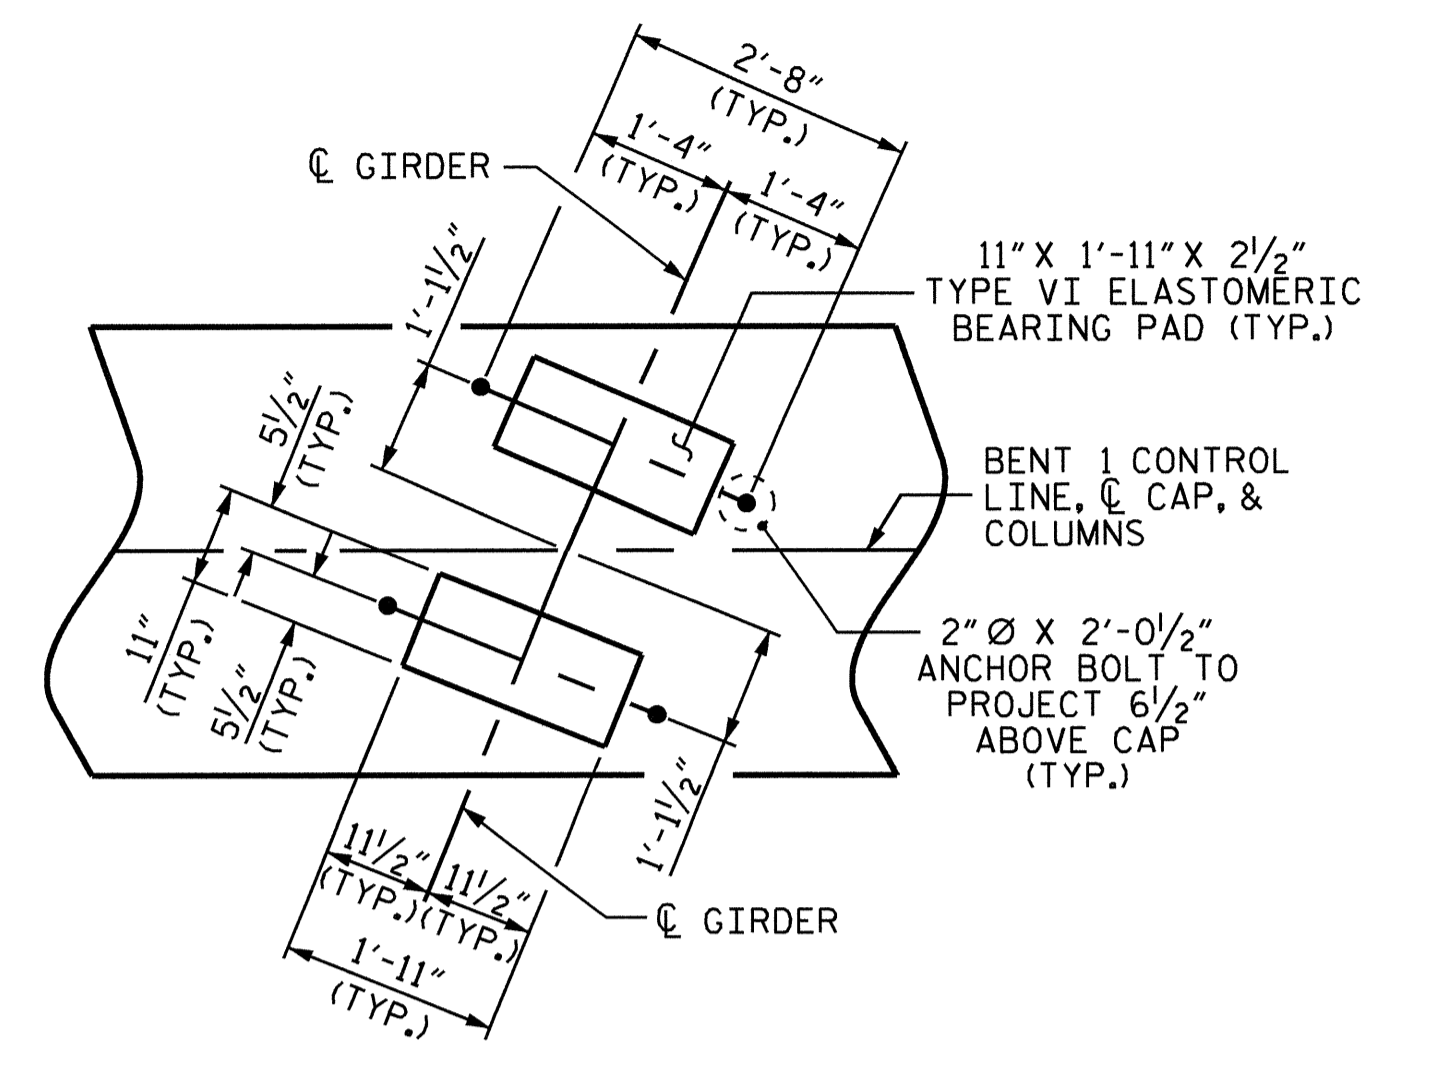 2'-8"
(TYP.)
1'-4"
(TYP.)
1'-4"
(TYP.)
℄ GIRDER
1'-1½"
11" X 1'-11" X 2½"
TYPE VI ELASTOMERIC
BEARING PAD (TYP.)
5½"
(TYP.)
BENT 1 CONTROL
LINE, ℄ CAP, &
COLUMNS
11"
(TYP.)
5½"
(TYP.)
2" Ø X 2'-0½"
ANCHOR BOLT TO
PROJECT 6½"
ABOVE CAP
(TYP.)
1'-1½"
11½"
(TYP.)
11½"
(TYP.)
℄ GIRDER
1'-11"
(TYP.)